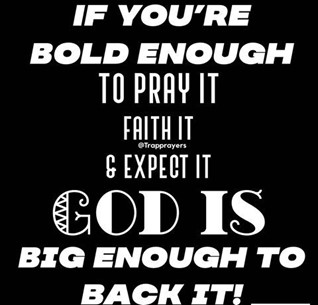 IF YOU'RE
BOLD ENOUGH
TO PRAY IT
FAITH IT
@Trapprayers
& EXPECT IT
GOD IS
BIG ENOUGH TO
BACK IT!